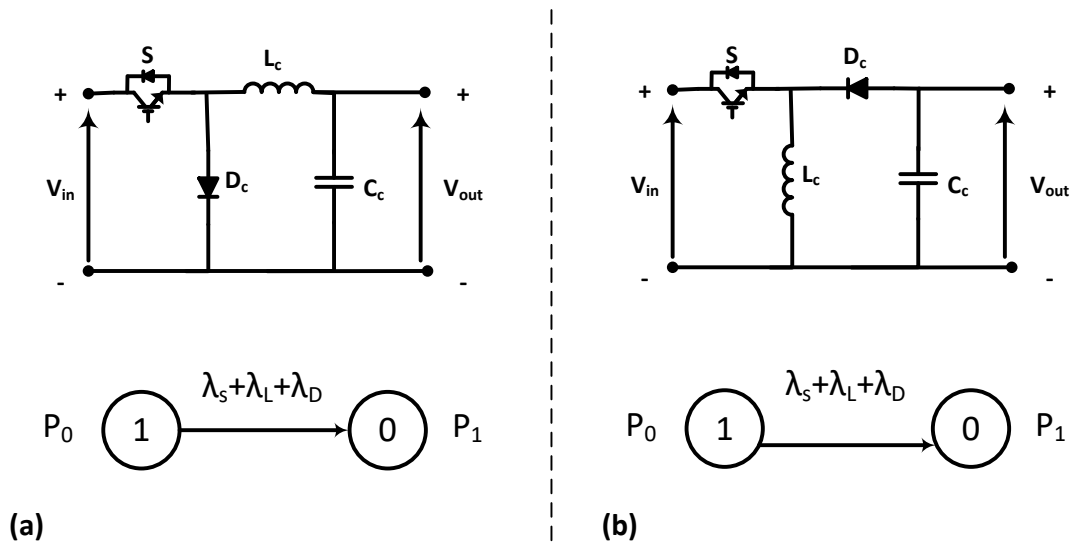 S
L_c
+
+
V_in
D_c
C_c
V_out
-
-
λ_s+λ_L+λ_D
P_0
1
0
P_1
(a)
S
D_c
+
+
V_in
L_c
C_c
V_out
-
-
λ_s+λ_L+λ_D
P_0
1
0
P_1
(b)